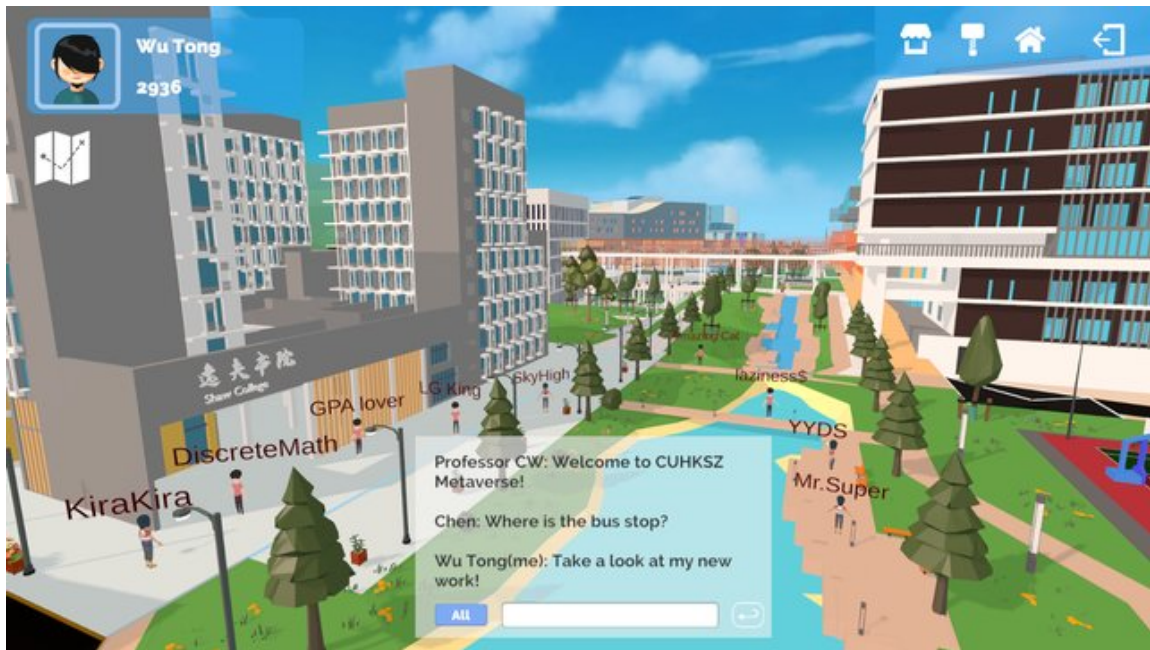 Wu Tong
2936
逸夫书院
Shaw College
GPA lover
LG King
SkyHigh
Amazing Cat
laziness$
DiscreteMath
YYDS
KiraKira
Mr.Super
Professor CW: Welcome to CUHKSZ
Metaverse!
Chen: Where is the bus stop?
Wu Tong(me): Take a look at my new
work!
All